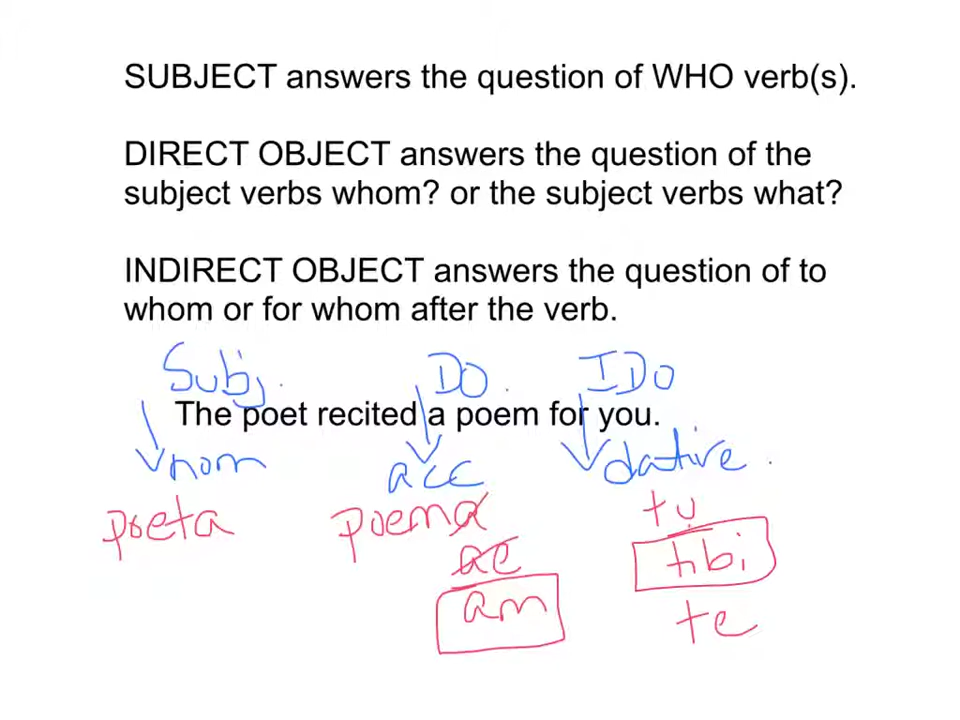 SUBJECT answers the question of WHO verb(s).
DIRECT OBJECT answers the question of the
subject verbs whom? or the subject verbs what?
INDIRECT OBJECT answers the question of to
whom or for whom after the verb.
Subj. DO. IDO
The poet recited a poem for you.
nom acc dative.
poeta poema tu
ae tibi
am te